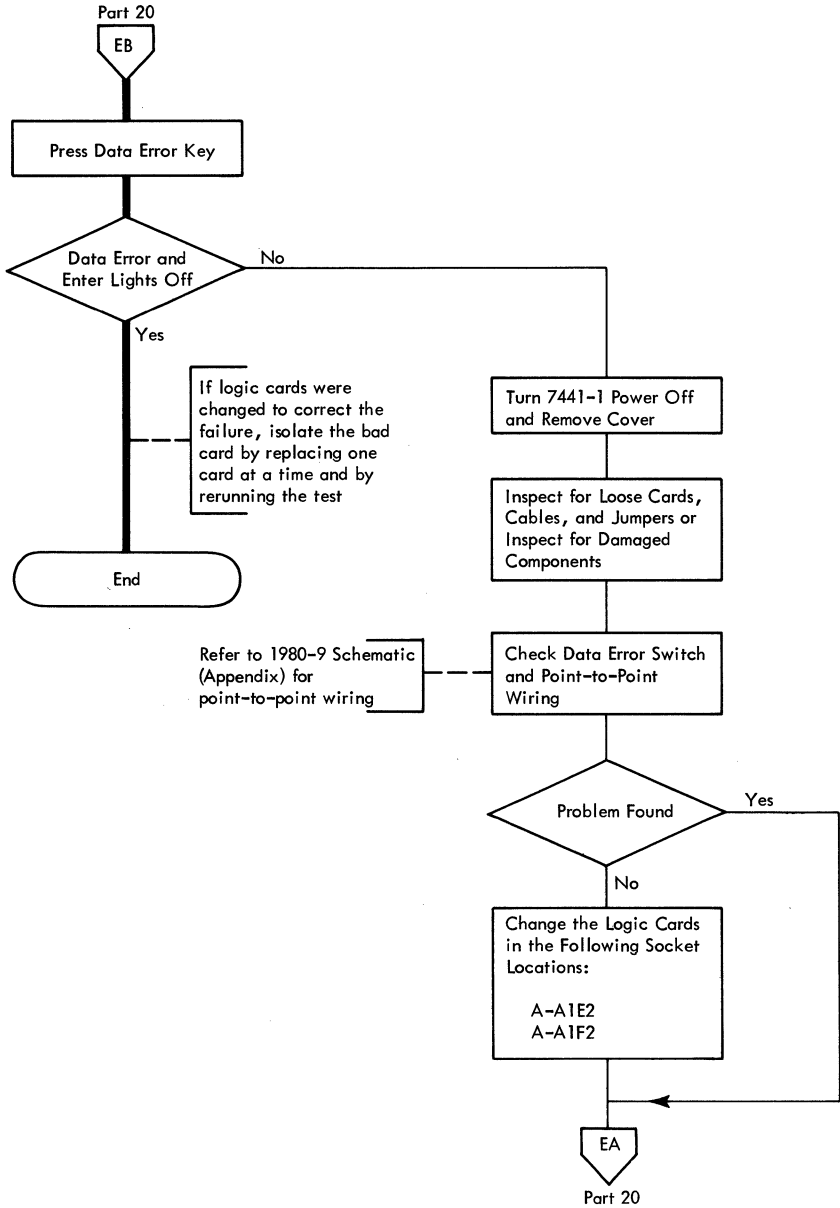 Part 20
EB
Press Data Error Key
Data Error and
Enter Lights Off
No
Yes
If logic cards were
changed to correct the
failure, isolate the bad
card by replacing one
card at a time and by
rerunning the test
End
Turn 7441-1 Power Off
and Remove Cover
Inspect for Loose Cards,
Cables, and Jumpers or
Inspect for Damaged
Components
Refer to 1980-9 Schematic
(Appendix) for
point-to-point wiring
Check Data Error Switch
and Point-to-Point
Wiring
Problem Found
Yes
No
Change the Logic Cards
in the Following Socket
Locations:
A-A1E2
A-A1F2
EA
Part 20